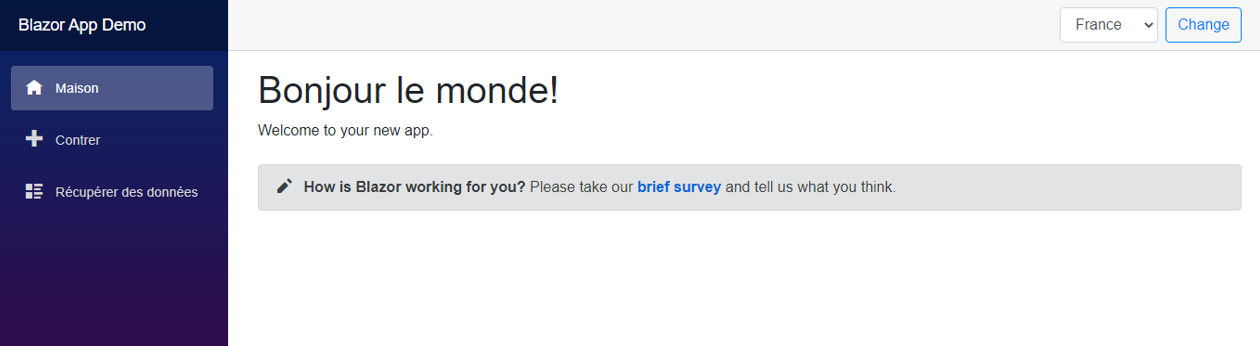 Blazor App Demo
France
Change
Maison
Contrer
Récupérer des données
Bonjour le monde!
Welcome to your new app.
How is Blazor working for you? Please take our brief survey and tell us what you think.